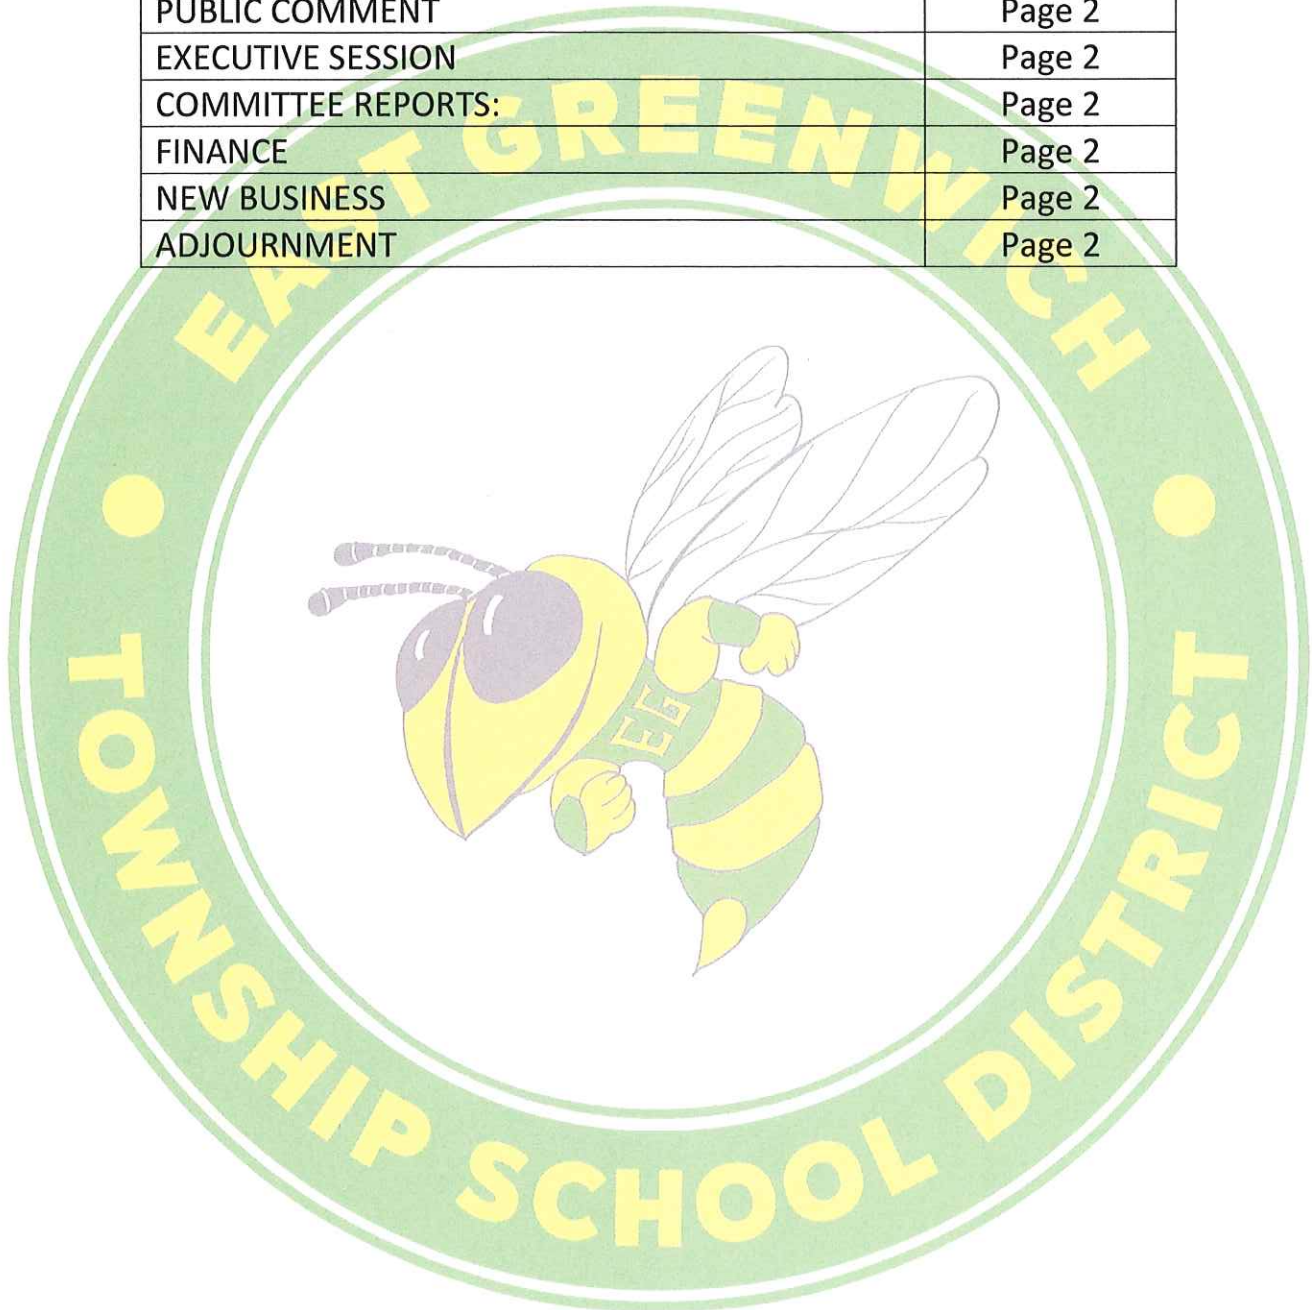 PUBLIC COMMENT Page 2
EXECUTIVE SESSION Page 2
COMMITTEE REPORTS: Page 2
FINANCE Page 2
NEW BUSINESS Page 2
ADJOURNMENT Page 2
EAST GREENWICH
TOWNSHIP SCHOOL DISTRICT
EG